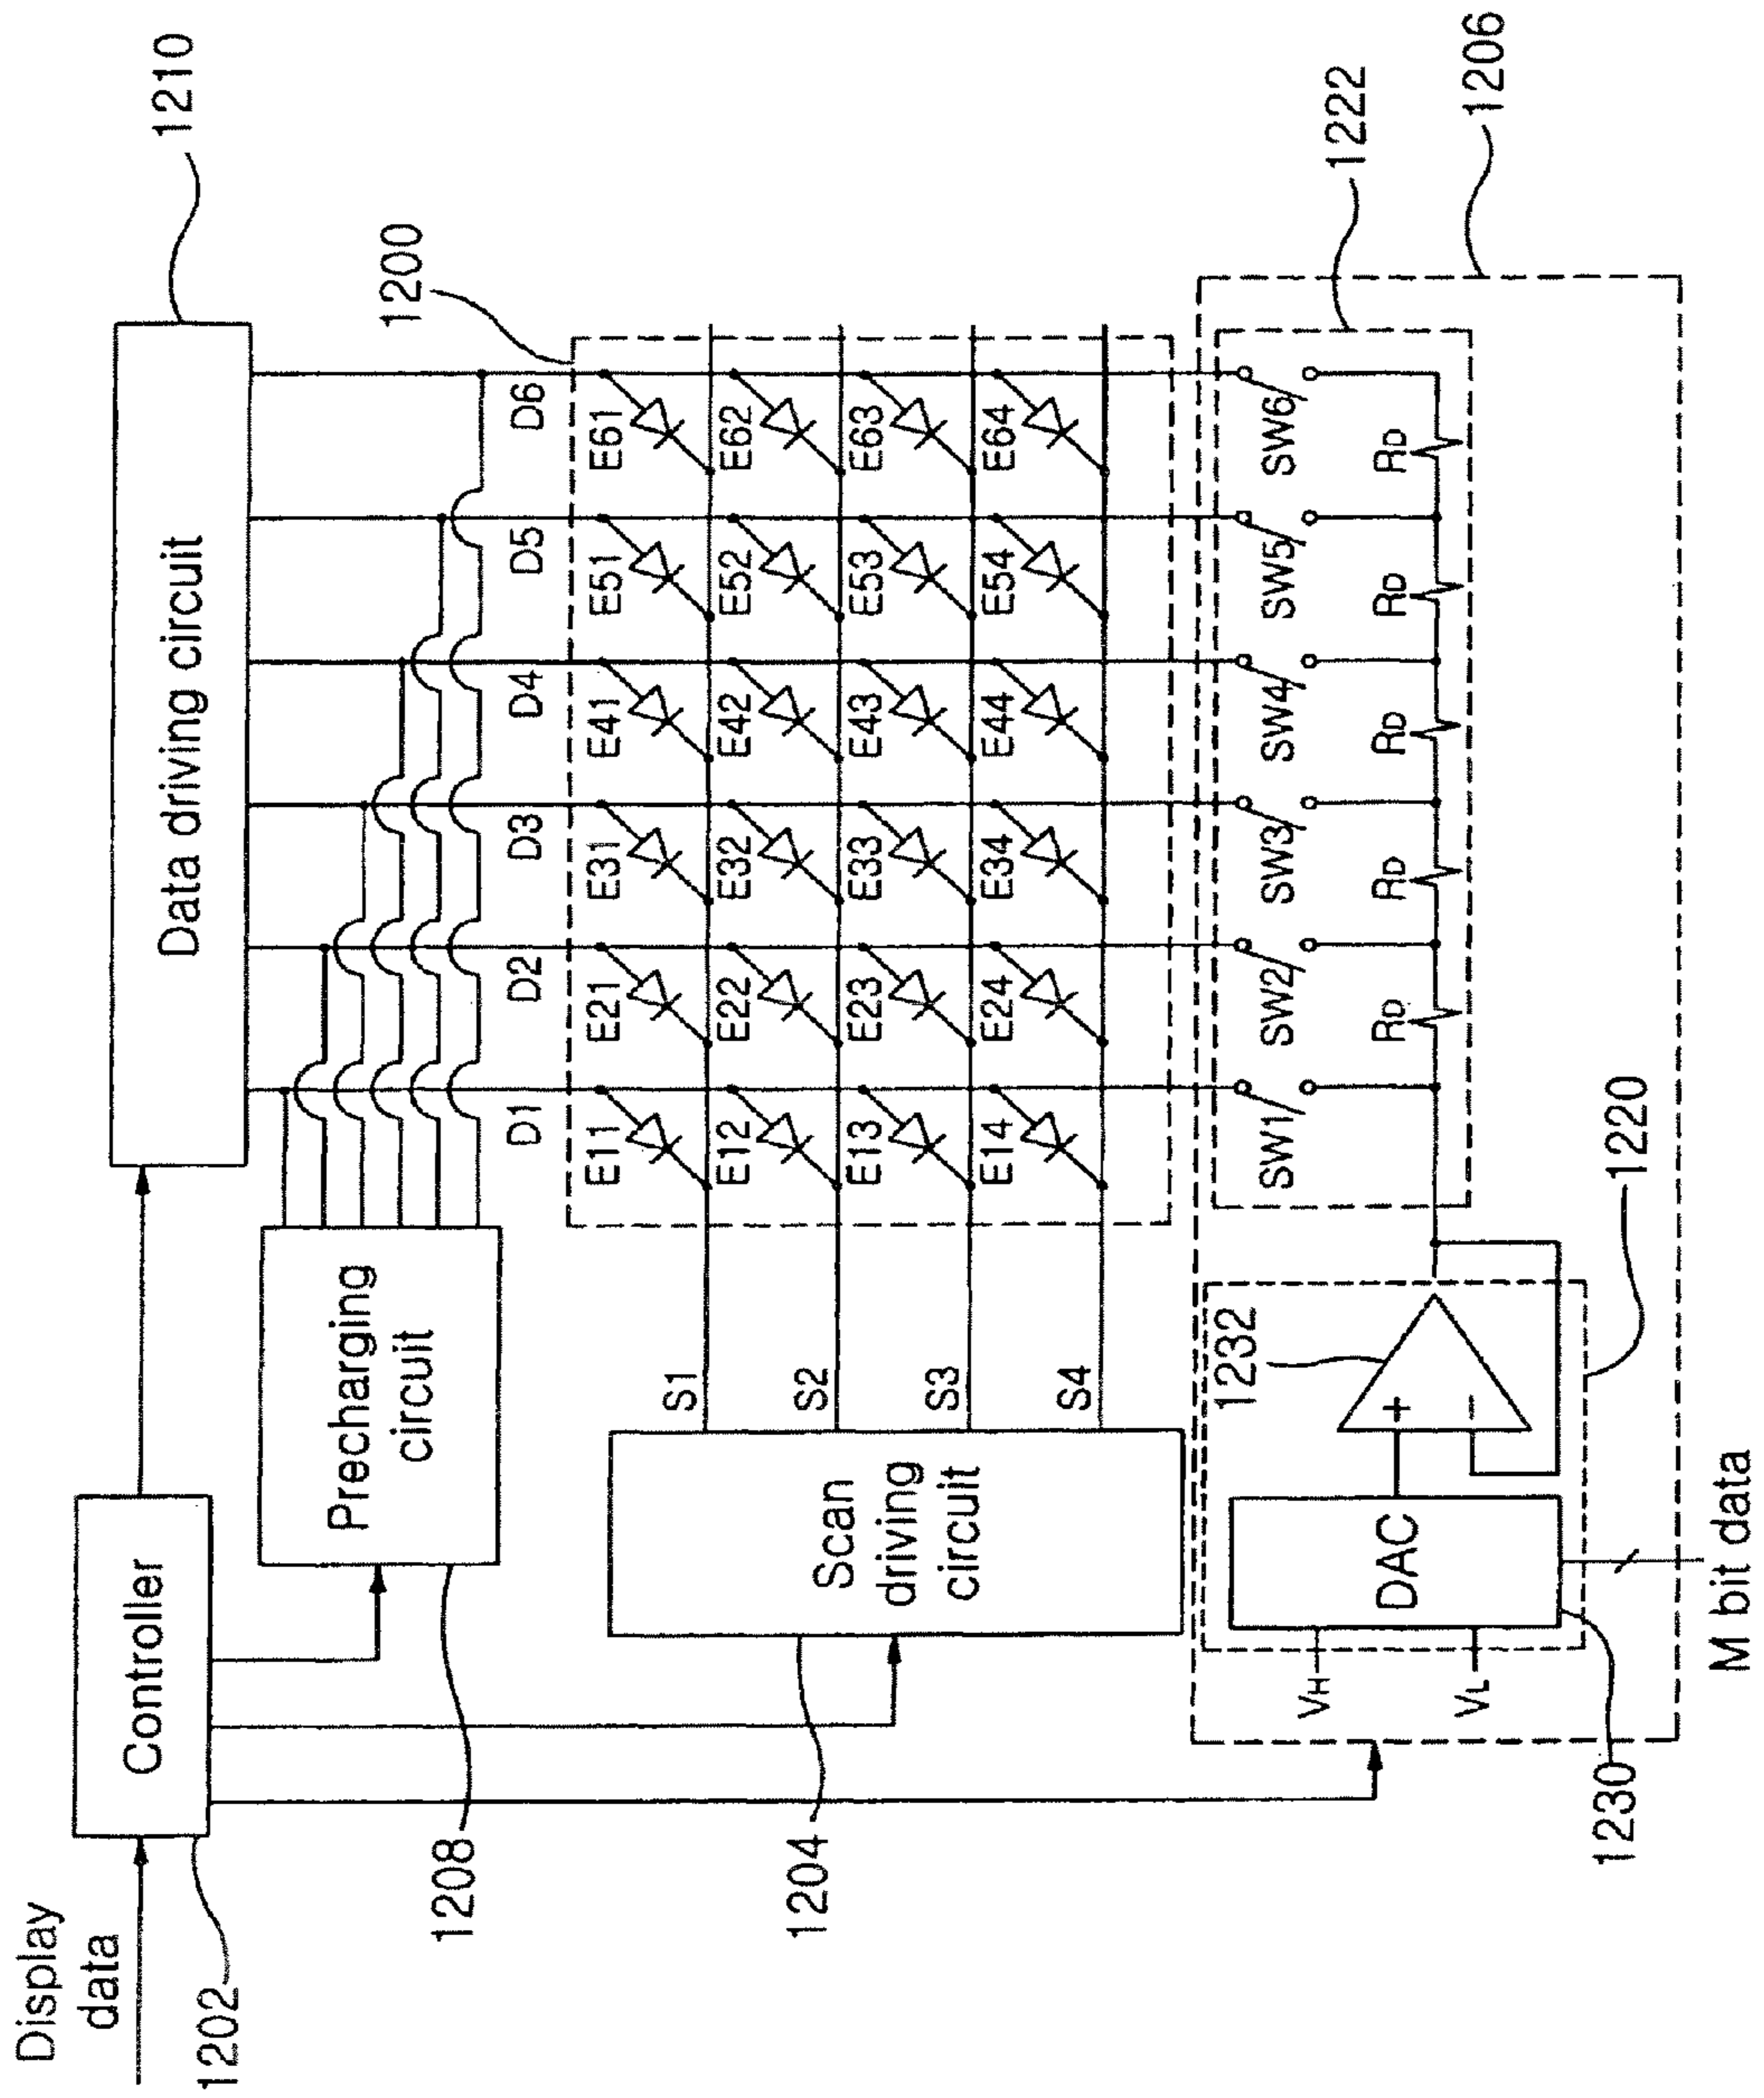 Display
data
1202
Controller
1208
Precharging
circuit
1210
Data driving circuit
1204
Scan
driving
circuit
S1
S2
S3
S4
1200
D1
D2
D3
D4
D5
D6
E11
E21
E31
E41
E51
E61
E12
E22
E32
E42
E52
E62
E13
E23
E33
E43
E53
E63
E14
E24
E34
E44
E54
E64
1222
1206
SW1
SW2
SW3
SW4
SW5
SW6
RD
RD
RD
RD
RD
1220
1232
+
−
DAC
VH
VL
1230
M bit data